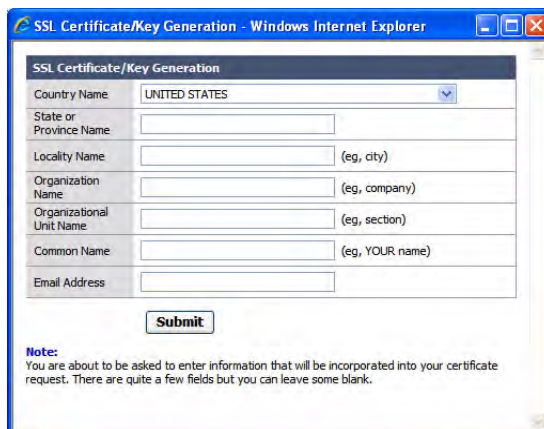 SSL Certificate/Key Generation - Windows Internet Explorer
SSL Certificate/Key Generation
Country Name UNITED STATES
State or
Province Name
Locality Name (eg, city)
Organization
Name (eg, company)
Organizational
Unit Name (eg, section)
Common Name (eg, YOUR name)
Email Address
Submit
Note:
You are about to be asked to enter information that will be incorporated into your certificate
request. There are quite a few fields but you can leave some blank.